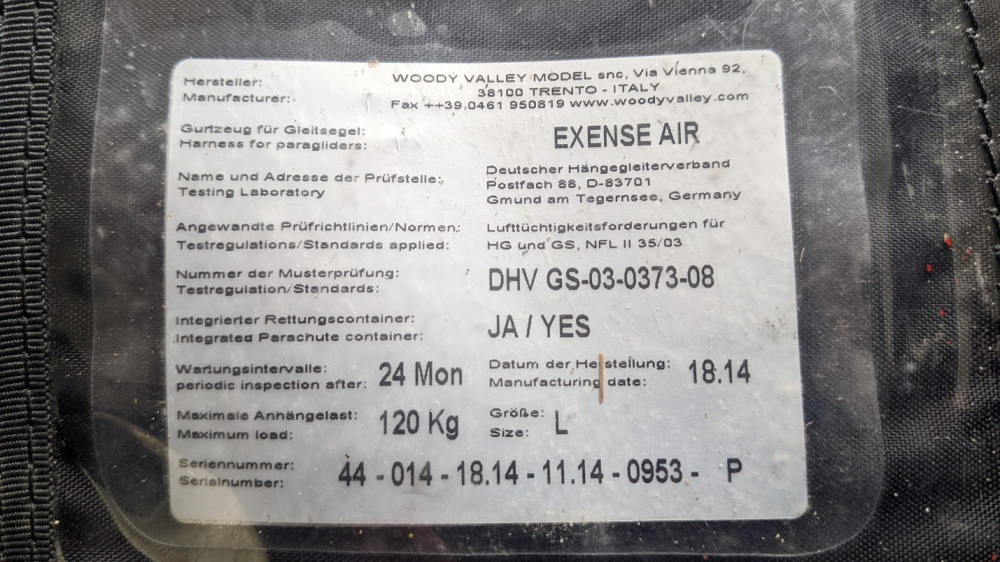 Hersteller:
Manufacturer:
WOODY VALLEY MODEL snc, Via Vienna 92,
38100 TRENTO - ITALY
Fax ++39,0461 950819 www.woodyvalley.com
Gurtzeug für Gleitsegel:
Harness for paragliders:
EXENSE AIR
Name und Adresse der Prüfstelle:
Testing Laboratory
Deutscher Hängegleiterverband
Postfach 88, D-83701
Gmund am Tegernsee, Germany
Angewandte Prüfrichtlinien/Normen:
Testregulations/Standards applied:
Lufttüchtigkeitsforderungen für
HG und GS, NFL II 35/03
Nummer der Musterprüfung:
Testregulation/Standards:
DHV GS-03-0373-08
Integrierter Rettungscontainer:
Integrated Parachute container:
JA / YES
Wartungsintervalle:
periodic inspection after:
24 Mon
Datum der Herstellung:
Manufacturing date:
18.14
Maximale Anhängelast:
Maximum load:
120 Kg
Größe:
Size:
L
Seriennummer:
Serialnumber:
44 - 014 - 18.14 - 11.14 - 0953 - P